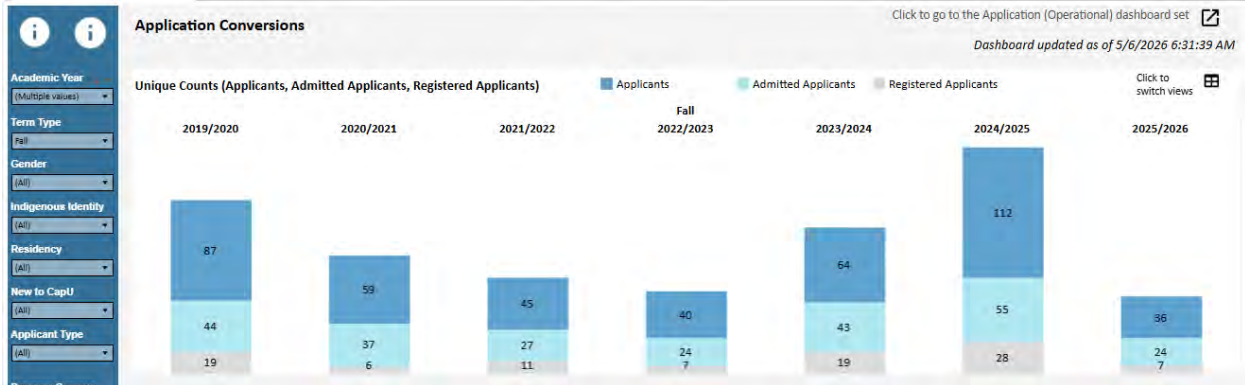 Application Conversions
Click to go to the Application (Operational) dashboard set
Dashboard updated as of 5/6/2026 6:31:39 AM
Academic Year
(Multiple values)
Term Type
Fall
Gender
(All)
Indigenous Identity
(All)
Residency
(All)
New to CapU
(All)
Applicant Type
(All)
Unique Counts (Applicants, Admitted Applicants, Registered Applicants)
Applicants
Admitted Applicants
Registered Applicants
Click to
switch views
Fall
2019/2020 2020/2021 2021/2022 2022/2023 2023/2024 2024/2025 2025/2026
87 59 45 40 64 112 36
44 37 27 24 43 55 24
19 6 11 7 19 28 7